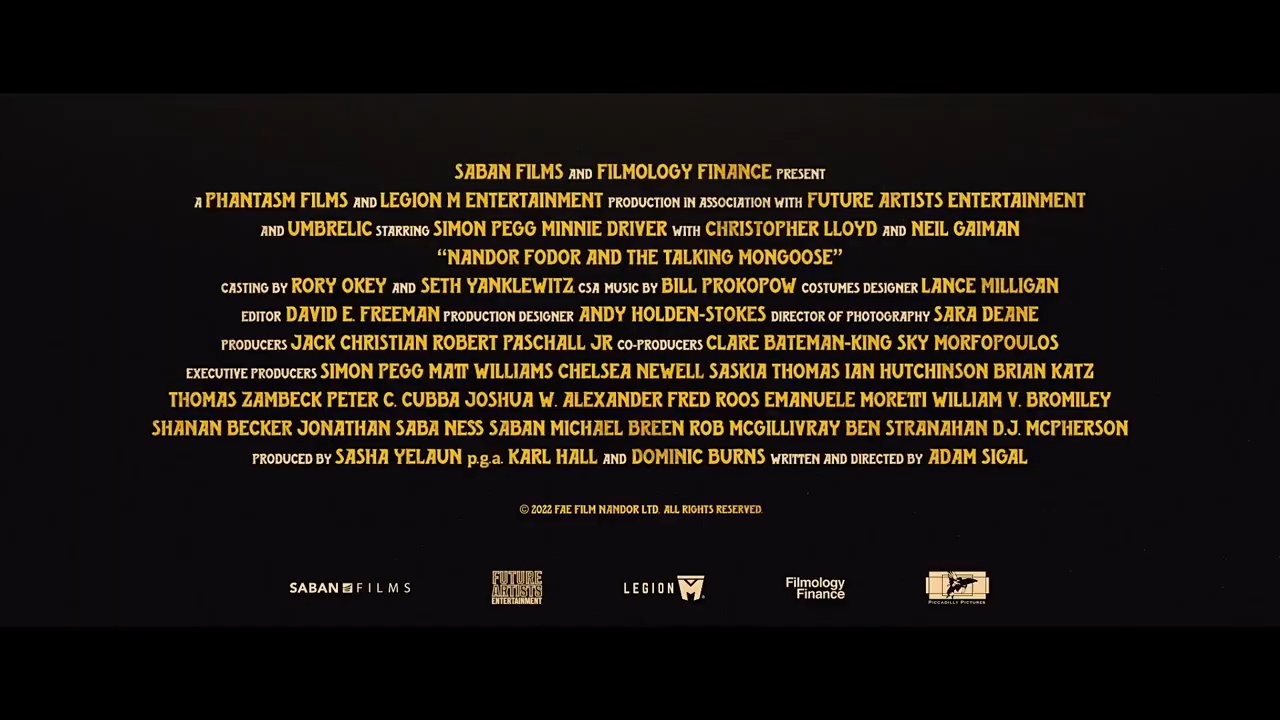 SABAN FILMS AND FILMOLOGY FINANCE PRESENT
A PHANTASM FILMS AND LEGION M ENTERTAINMENT PRODUCTION IN ASSOCIATION WITH FUTURE ARTISTS ENTERTAINMENT
AND UMBRELIC STARRING SIMON PEGG MINNIE DRIVER WITH CHRISTOPHER LLOYD AND NEIL GAIMAN
“NANDOR FODOR AND THE TALKING MONGOOSE”
CASTING BY RORY OKEY AND SETH YANKLEWITZ, CSA MUSIC BY BILL PROKOPOW COSTUMES DESIGNER LANCE MILLIGAN
EDITOR DAVID E. FREEMAN PRODUCTION DESIGNER ANDY HOLDEN-STOKES DIRECTOR OF PHOTOGRAPHY SARA DEANE
PRODUCERS JACK CHRISTIAN ROBERT PASCHALL JR CO-PRODUCERS CLARE BATEMAN-KING SKY MORFOPOULOS
EXECUTIVE PRODUCERS SIMON PEGG MATT WILLIAMS CHELSEA NEWELL SASKIA THOMAS IAN HUTCHINSON BRIAN KATZ
THOMAS ZAMBECK PETER C. CUBBA JOSHUA W. ALEXANDER FRED ROOS EMANUELE MORETTI WILLIAM V. BROMILEY
SHANAN BECKER JONATHAN SABA NESS SABAN MICHAEL BREEN ROB MCGILLIVRAY BEN STRANAHAN D.J. MCPHERSON
PRODUCED BY SASHA YELAUN p.g.a. KARL HALL AND DOMINIC BURNS WRITTEN AND DIRECTED BY ADAM SIGAL
© 2022 FAE FILM NANDOR LTD. ALL RIGHTS RESERVED.
SABAN FILMS
FUTURE
ARTISTS
ENTERTAINMENT
LEGION M
Filmology
Finance
PICCADILLY PICTURES